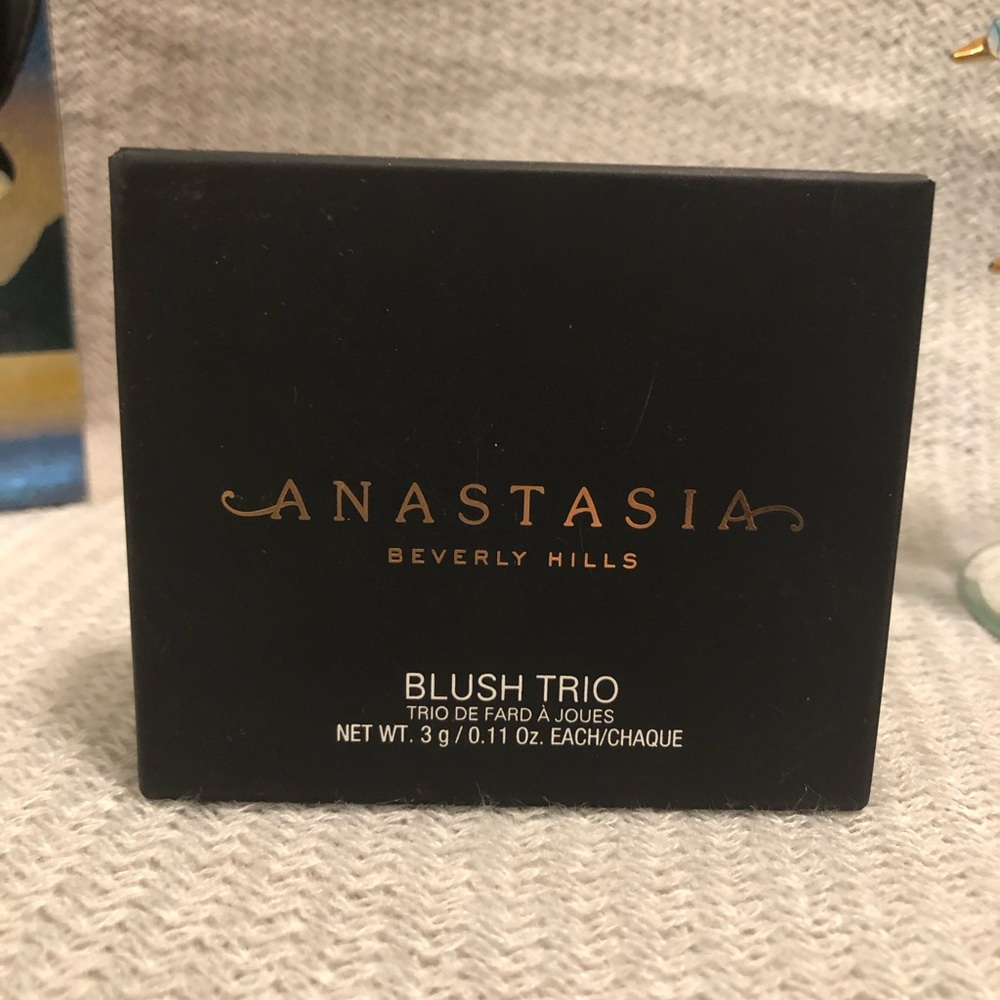 ANASTASIA
BEVERLY HILLS
BLUSH TRIO
TRIO DE FARD À JOUES
NET WT. 3 g / 0.11 Oz. EACH/CHAQUE